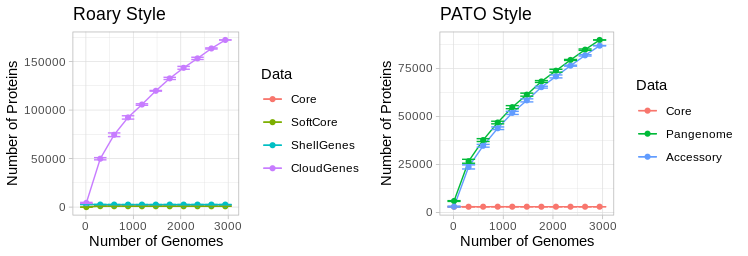 Roary Style
Number of Proteins
150000
100000
50000
0
0 1000 2000 3000
Number of Genomes
Data
Core
SoftCore
ShellGenes
CloudGenes
PATO Style
Number of Proteins
75000
50000
25000
0
0 1000 2000 3000
Number of Genomes
Data
Core
Pangenome
Accessory